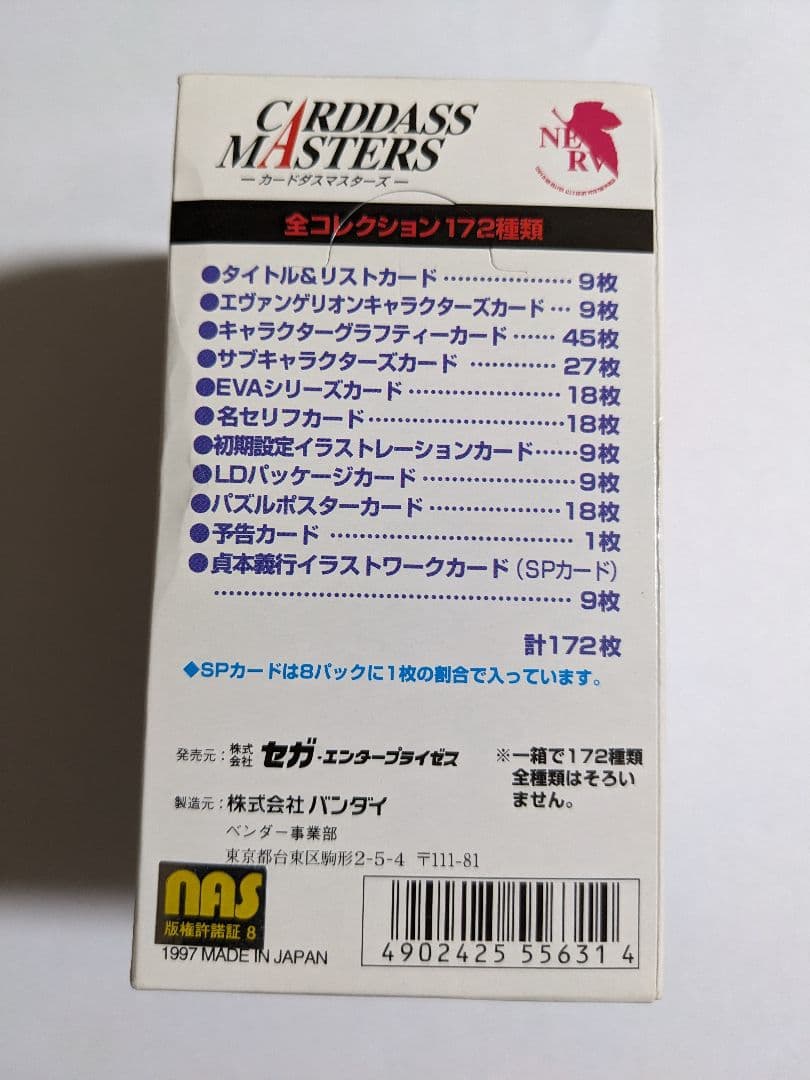 CARDDASS
MASTERS
ーカードダスマスターズー
NERV
全コレクション172種類
●タイトル&リストカード ………………… 9枚
●エヴァンゲリオンキャラクターズカード … 9枚
●キャラクターグラフティーカード …… 45枚
●サブキャラクターズカード ………… 27枚
●EVAシリーズカード ………………… 18枚
●名セリフカード………………………18枚
●初期設定イラストレーションカード……9枚
●LDパッケージカード ………………… 9枚
●パズルポスターカード ……………… 18枚
●予告カード …………………………… 1枚
●貞本義行イラストワークカード(SPカード)
………………………………………… 9枚
計172枚
◆SPカードは8パックに1枚の割合で入っています。
発売元:株式会社 セガ・エンタープライゼス
※一箱で172種類
全種類はそろい
ません。
製造元:株式会社 バンダイ
ベンダー事業部
東京都台東区駒形2-5-4 〒111-81
nas
版権許諾証 8
1997 MADE IN JAPAN
4902425 556314